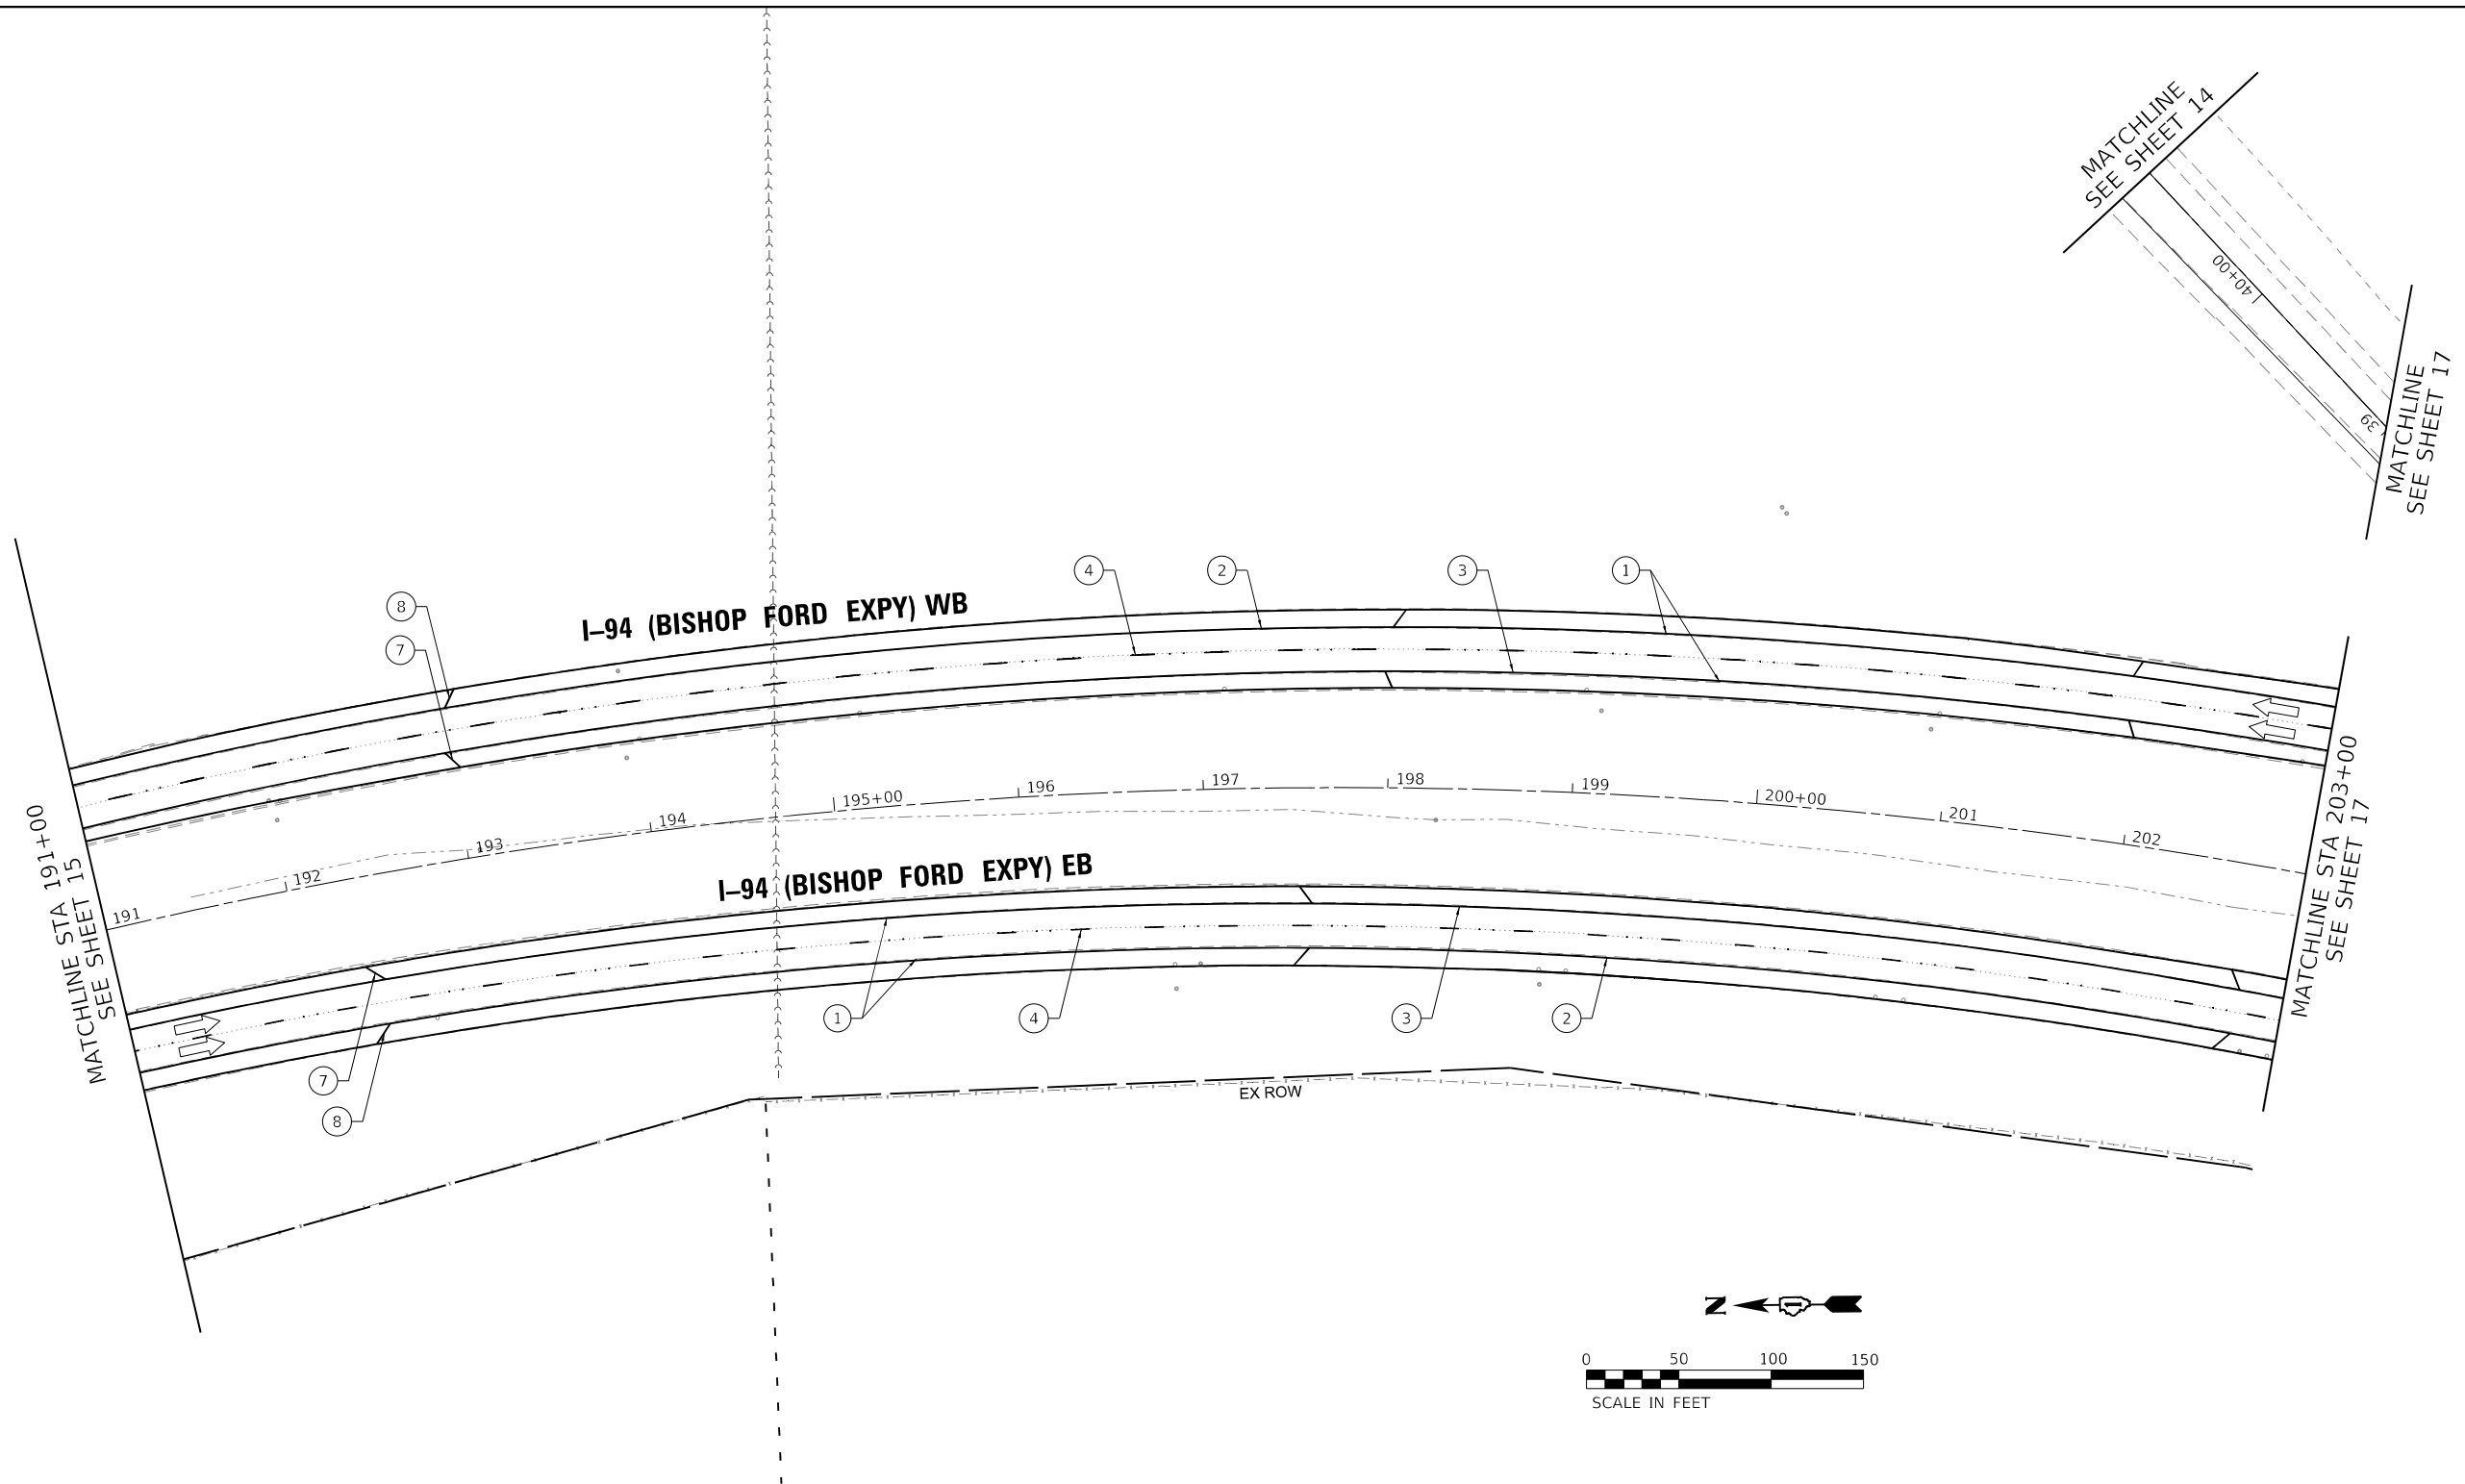 MATCHLINE
SEE SHEET 14
40+00
39
MATCHLINE
SEE SHEET 17
4
2
3
1
8
7
I-94 (BISHOP FORD EXPY) WB
MATCHLINE STA 191+00
SEE SHEET 15
191
192
193
194
195+00
196
197
198
199
200+00
201
202
MATCHLINE STA 203+00
SEE SHEET 17
I-94 (BISHOP FORD EXPY) EB
1
4
3
2
7
8
EX ROW
N
0 50 100 150
SCALE IN FEET